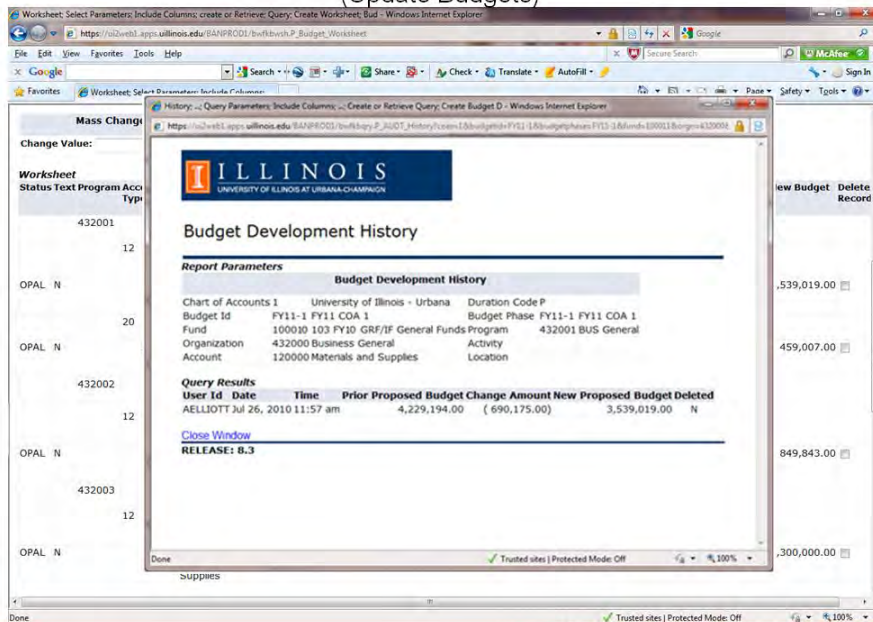 (Update Budgets)
Worksheet; Select Parameters; Include Columns; create or Retrieve; Query; Create Worksheet; Bud - Windows Internet Explorer
https://oi2web1.apps.uillinois.edu/BANPROD1/bwfkbwsh.P_Budget_Worksheet
Google
File Edit View Favorites Tools Help
Secure Search
McAfee
Google
Search
Share
Check
Translate
AutoFill
Sign In
Favorites
Worksheet; Select Parameters; Include Columns;
Page Safety Tools
History; ...; Query Parameters; Include Columns; ...; Create or Retrieve Query; Create Budget D - Windows Internet Explorer
Mass Change
Change Value:
Worksheet
Status Text Program
New Budget Delete
Record
432001
12
OPAL N
,539,019.00
20
OPAL N
459,007.00
432002
12
OPAL N
849,843.00
432003
12
OPAL N
,300,000.00
Supplies
ILLINOIS
UNIVERSITY OF ILLINOIS AT URBANA-CHAMPAIGN
Budget Development History
Report Parameters
Budget Development History
Chart of Accounts 1 University of Illinois - Urbana Duration Code P
Budget Id FY11-1 FY11 COA 1 Budget Phase FY11-1 FY11 COA 1
Fund 100010 103 FY10 GRF/IF General Funds Program 432001 BUS General
Organization 432000 Business General Activity
Account 120000 Materials and Supplies Location
Query Results
User Id Date Time Prior Proposed Budget Change Amount New Proposed Budget Deleted
AELLIOTT Jul 26, 2010 11:57 am 4,229,194.00 ( 690,175.00) 3,539,019.00 N
Close Window
RELEASE: 8.3
Done
Trusted sites | Protected Mode: Off
100%
Done
Trusted sites | Protected Mode: Off
100%